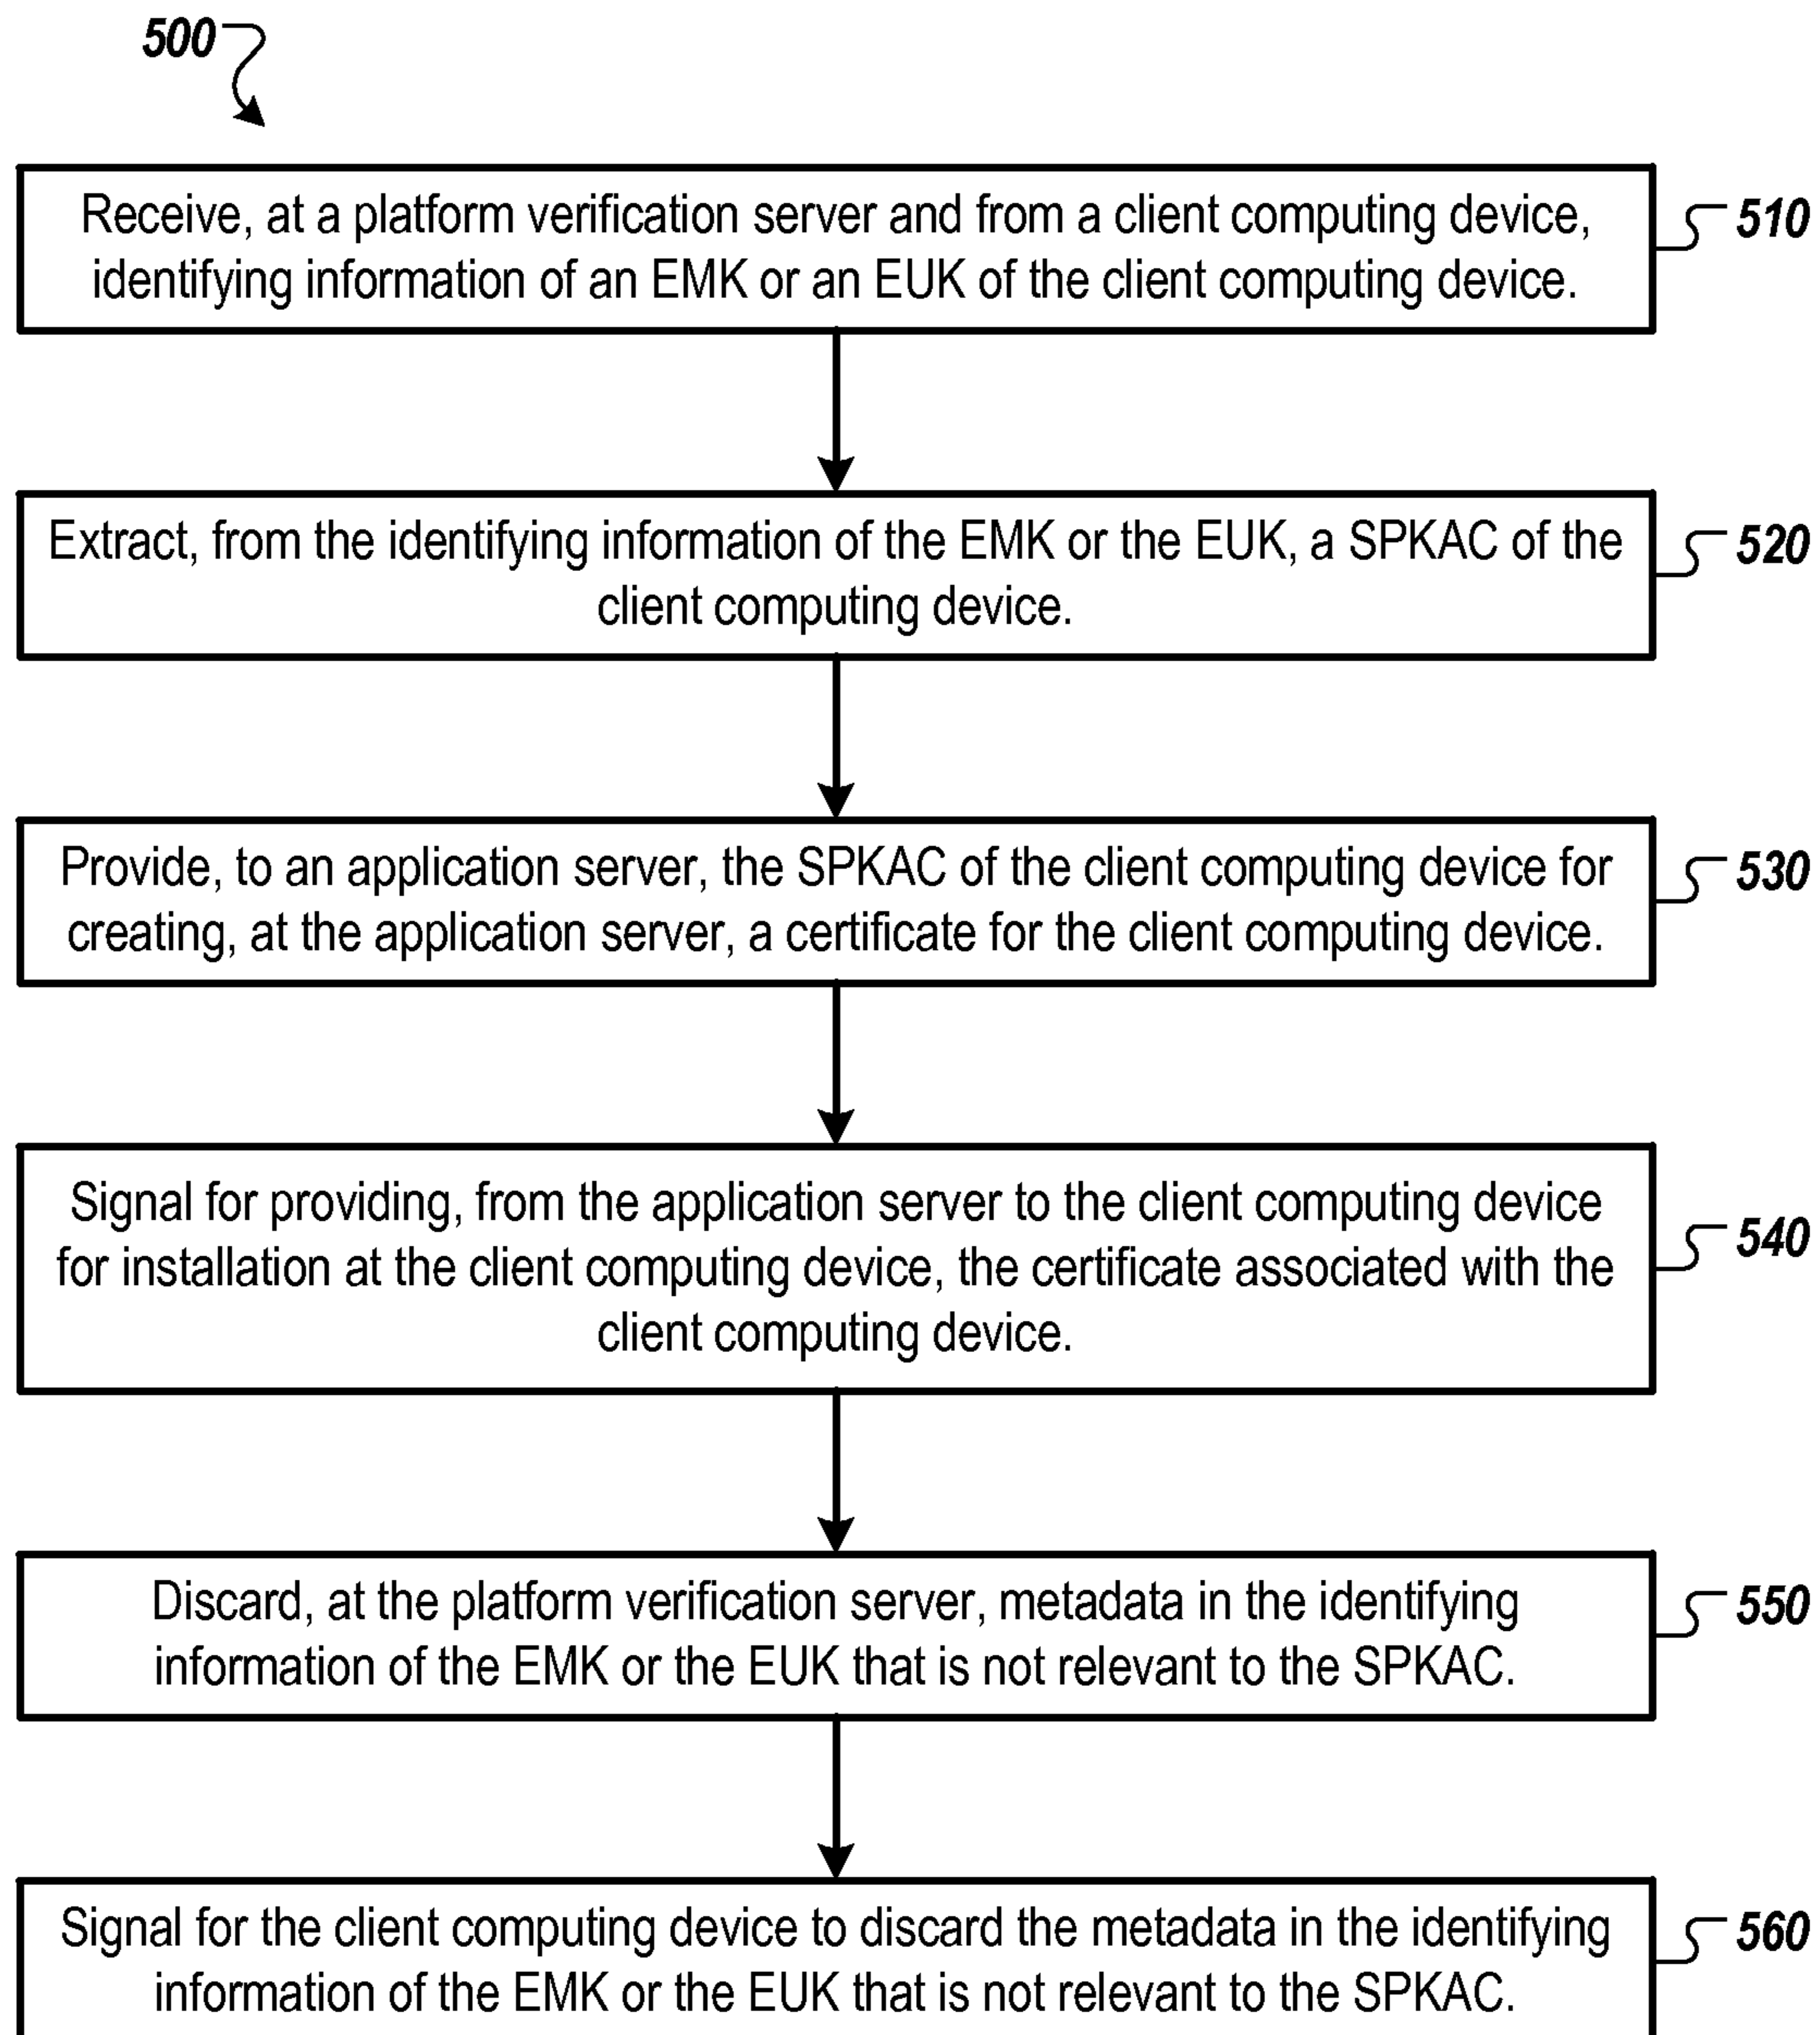 500
Receive, at a platform verification server and from a client computing device,
identifying information of an EMK or an EUK of the client computing device.
510
Extract, from the identifying information of the EMK or the EUK, a SPKAC of the
client computing device.
520
Provide, to an application server, the SPKAC of the client computing device for
creating, at the application server, a certificate for the client computing device.
530
Signal for providing, from the application server to the client computing device
for installation at the client computing device, the certificate associated with the
client computing device.
540
Discard, at the platform verification server, metadata in the identifying
information of the EMK or the EUK that is not relevant to the SPKAC.
550
Signal for the client computing device to discard the metadata in the identifying
information of the EMK or the EUK that is not relevant to the SPKAC.
560